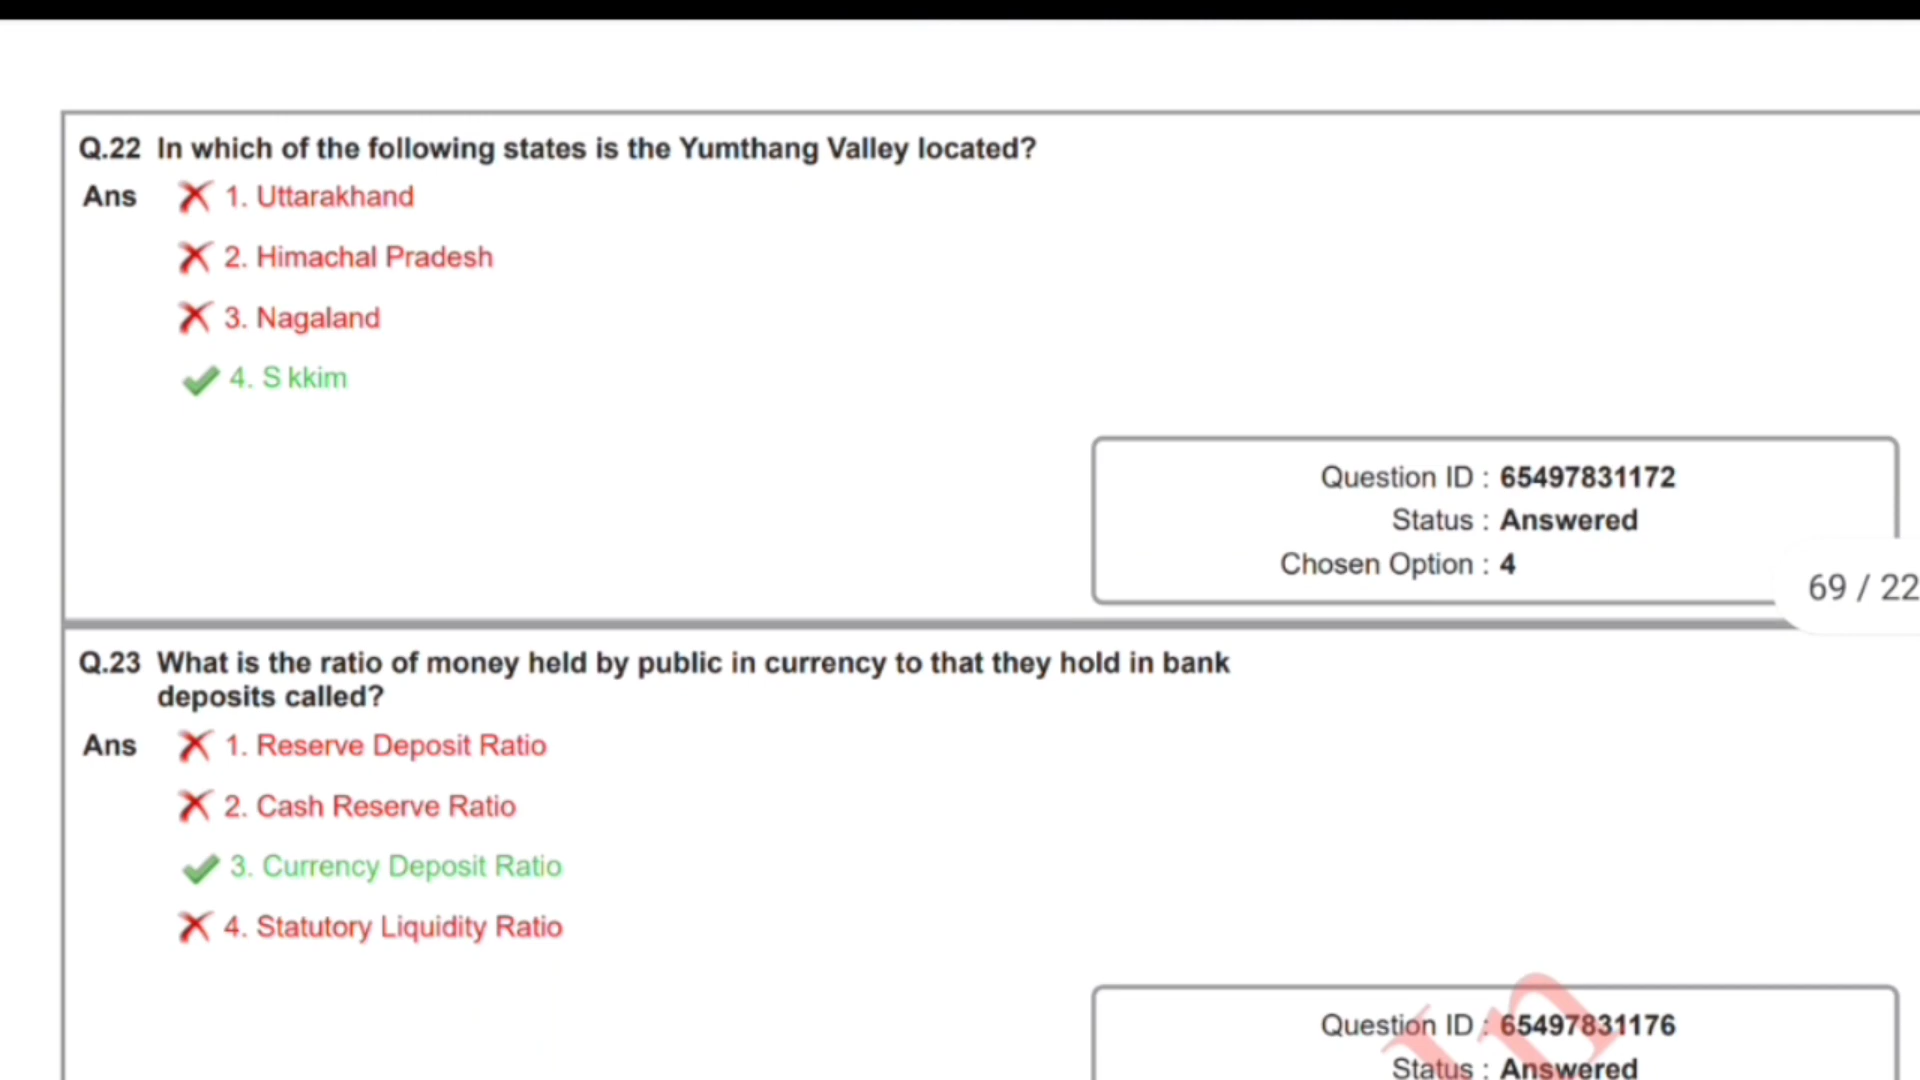 Q.22 In which of the following states is the Yumthang Valley located?
Ans 1. Uttarakhand
2. Himachal Pradesh
3. Nagaland
4. S kkim
Question ID : 65497831172
Status : Answered
Chosen Option : 4
69 / 22
Q.23 What is the ratio of money held by public in currency to that they hold in bank
deposits called?
Ans 1. Reserve Deposit Ratio
2. Cash Reserve Ratio
3. Currency Deposit Ratio
4. Statutory Liquidity Ratio
Question ID : 65497831176
Status : Answered